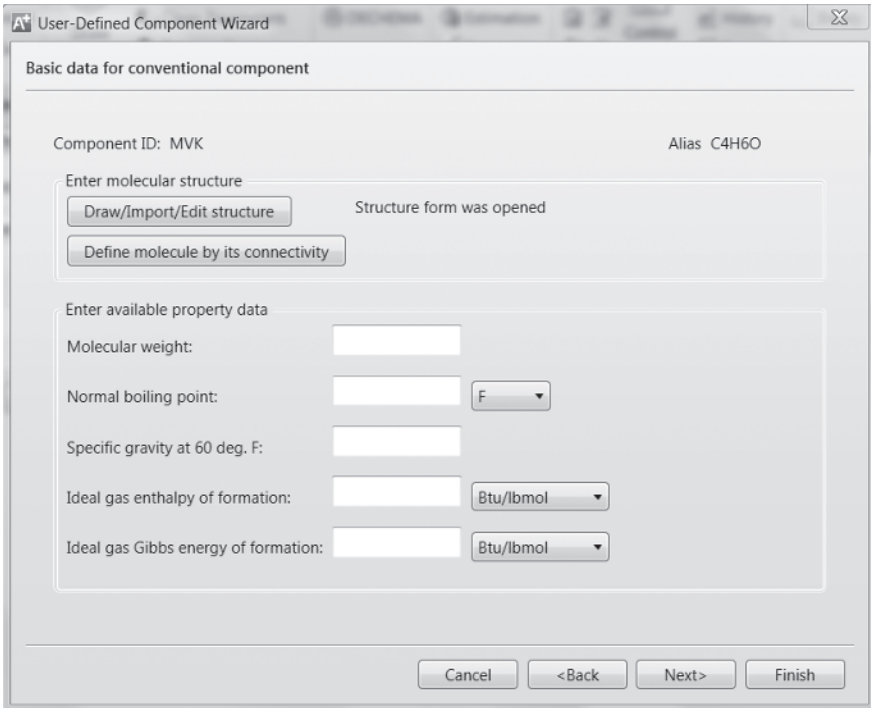 A+ User-Defined Component Wizard
Basic data for conventional component
Component ID: MVK Alias C4H6O
Enter molecular structure
Draw/Import/Edit structure Structure form was opened
Define molecule by its connectivity
Enter available property data
Molecular weight:
Normal boiling point: F
Specific gravity at 60 deg. F:
Ideal gas enthalpy of formation: Btu/lbmol
Ideal gas Gibbs energy of formation: Btu/lbmol
Cancel <Back Next> Finish